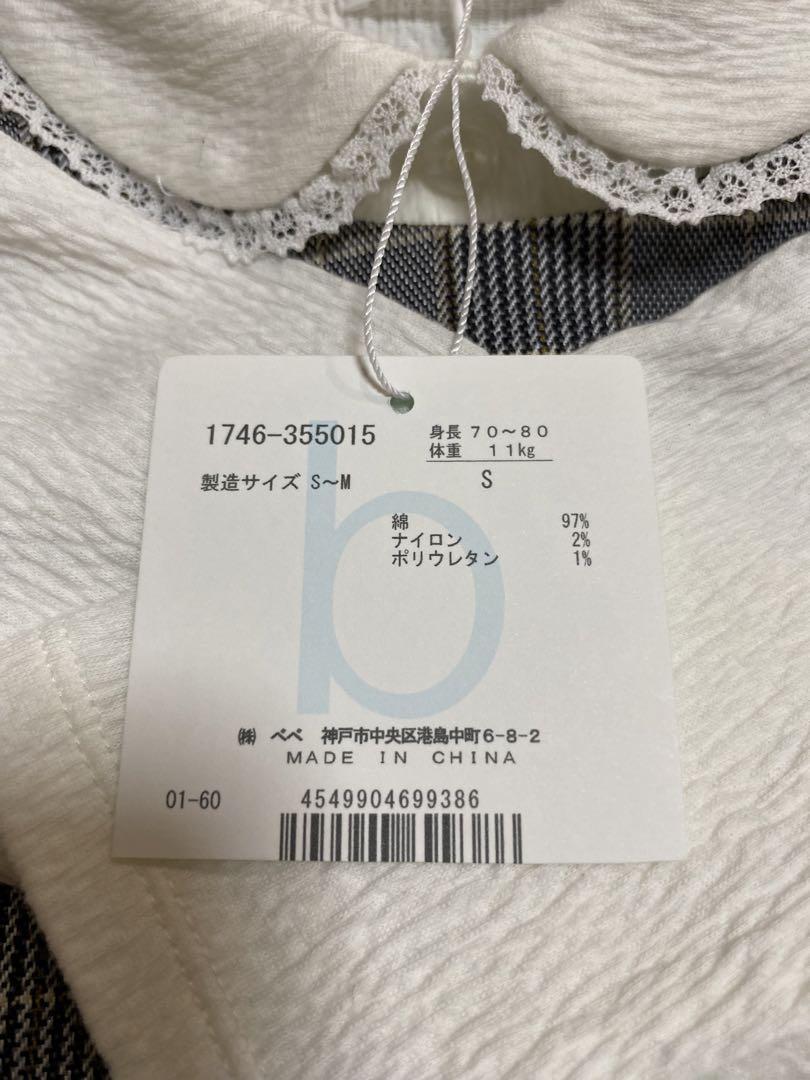 1746-355015
身長 70～80
体重 11kg
製造サイズ S～M
S
綿 97%
ナイロン 2%
ポリウレタン 1%
b
㈱ べべ 神戸市中央区港島中町6-8-2
MADE IN CHINA
01-60
4549904699386